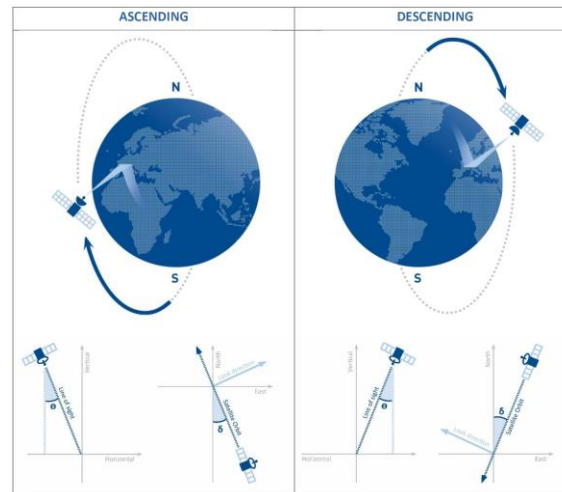 ASCENDING
DESCENDING
N
S
N
S
Vertical
Line of sight
θ
Horizontal
North
Look direction
East
Satellite Orbit
δ
Vertical
Line of sight
θ
Horizontal
North
δ
Satellite Orbit
Look direction
East